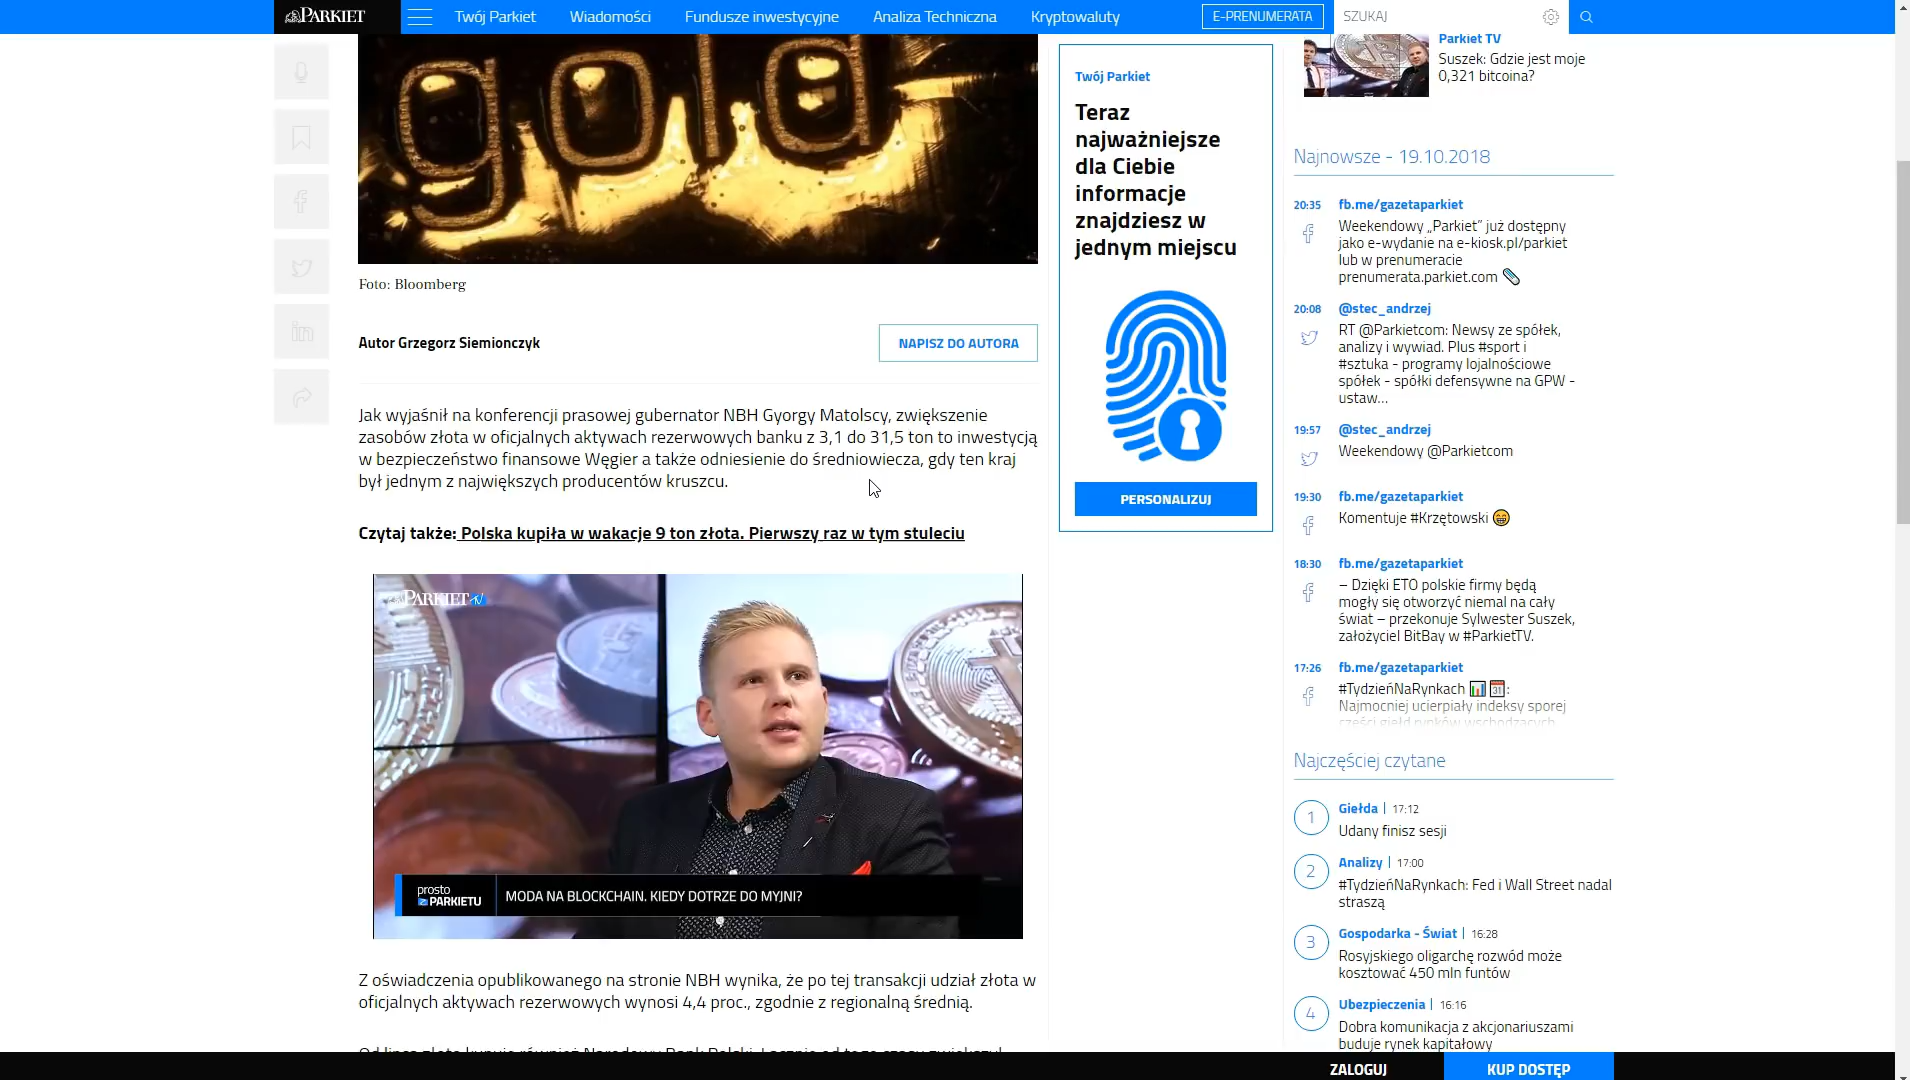 PARKIET
Twój Parkiet
Wiadomości
Fundusze inwestycyjne
Analiza Techniczna
Kryptowaluty
E-PRENUMERATA
SZUKAJ
gold
Foto: Bloomberg
Autor Grzegorz Siemionczyk
NAPISZ DO AUTORA
Jak wyjaśnił na konferencji prasowej gubernator NBH Gyorgy Matolscy, zwiększenie
zasobów złota w oficjalnych aktywach rezerwowych banku z 3,1 do 31,5 ton to inwestycją
w bezpieczeństwo finansowe Węgier a także odniesienie do średniowiecza, gdy ten kraj
był jednym z największych producentów kruszcu.
Czytaj także: Polska kupiła w wakacje 9 ton złota. Pierwszy raz w tym stuleciu
PARKIET TV
prosto
z PARKIETU
MODA NA BLOCKCHAIN. KIEDY DOTRZE DO MYJNI?
Z oświadczenia opublikowanego na stronie NBH wynika, że po tej transakcji udział złota w
oficjalnych aktywach rezerwowych wynosi 4,4 proc., zgodnie z regionalną średnią.
Twój Parkiet
Teraz
najważniejsze
dla Ciebie
informacje
znajdziesz w
jednym miejscu
PERSONALIZUJ
Parkiet TV
Suszek: Gdzie jest moje
0,321 bitcoina?
Najnowsze - 19.10.2018
20:35 fb.me/gazetaparkiet
Weekendowy „Parkiet” już dostępny
jako e-wydanie na e-kiosk.pl/parkiet
lub w prenumeracie
prenumerata.parkiet.com
20:08 @stec_andrzej
RT @Parkietcom: Newsy ze spółek,
analizy i wywiad. Plus #sport i
#sztuka - programy lojalnościowe
spółek - spółki defensywne na GPW -
ustaw...
19:57 @stec_andrzej
Weekendowy @Parkietcom
19:30 fb.me/gazetaparkiet
Komentuje #Krzętowski
18:30 fb.me/gazetaparkiet
– Dzięki ETO polskie firmy będą
mogły się otworzyć niemal na cały
świat – przekonuje Sylwester Suszek,
założyciel BitBay w #ParkietTV.
17:26 fb.me/gazetaparkiet
#TydzieńNaRynkach :
Najmocniej ucierpiały indeksy sporej
części giełd rynków wschodzących
Najczęściej czytane
1 Giełda | 17:12
Udany finisz sesji
2 Analizy | 17:00
#TydzieńNaRynkach: Fed i Wall Street nadal
straszą
3 Gospodarka - Świat | 16:28
Rosyjskiego oligarchę rozwód może
kosztować 450 mln funtów
4 Ubezpieczenia | 16:16
Dobra komunikacja z akcjonariuszami
buduje rynek kapitałowy
ZALOGUJ
KUP DOSTĘP